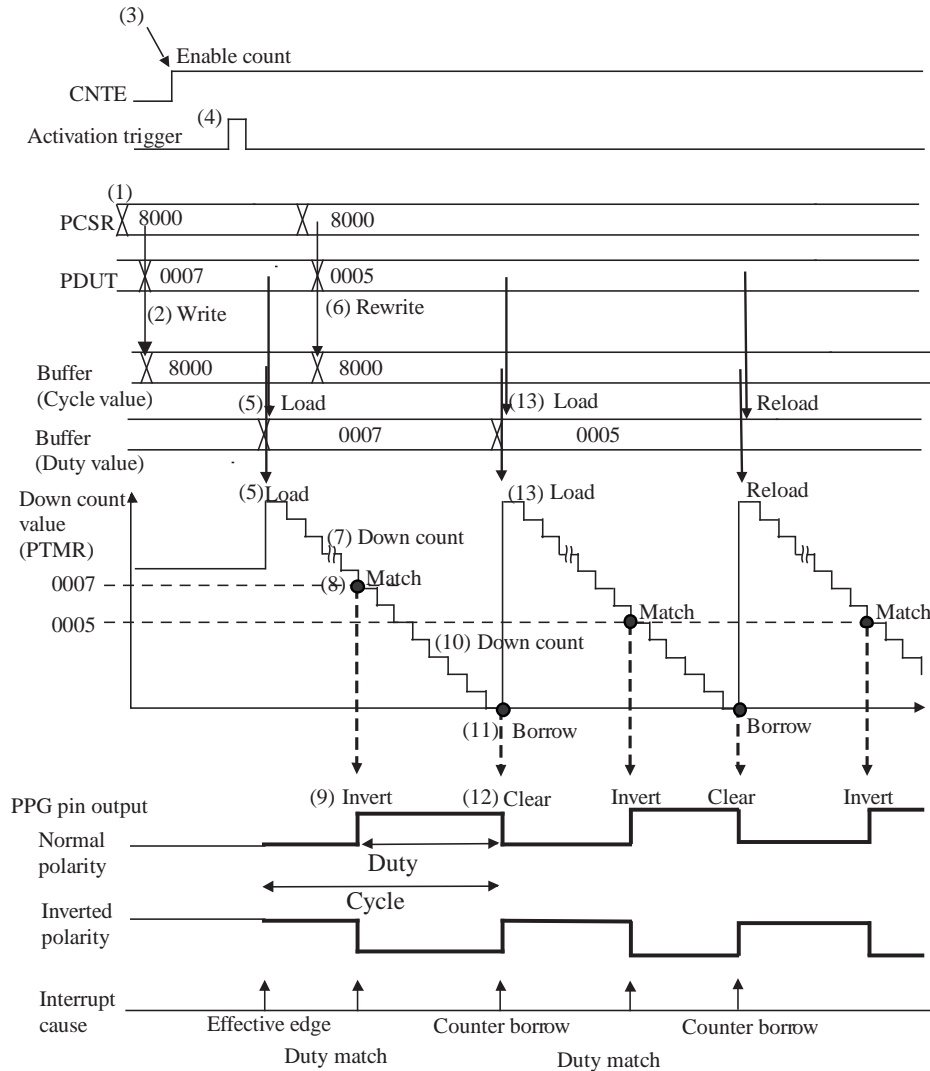 (3)
Enable count
CNTE
(4)
Activation trigger
(1)
PCSR 8000 8000
PDUT 0007 0005
(2) Write (6) Rewrite
Buffer
(Cycle value)
8000 8000
(5) Load (13) Load Reload
Buffer
(Duty value)
0007 0005
(5) Load (13) Load Reload
Down count
value
(PTMR)
(7) Down count
0007 (8) Match
0005 Match Match
(10) Down count
(11) Borrow Borrow
(9) Invert (12) Clear Invert Clear Invert
PPG pin output
Normal
polarity
Duty
Cycle
Inverted
polarity
Interrupt
cause
Effective edge Counter borrow Counter borrow
Duty match Duty match